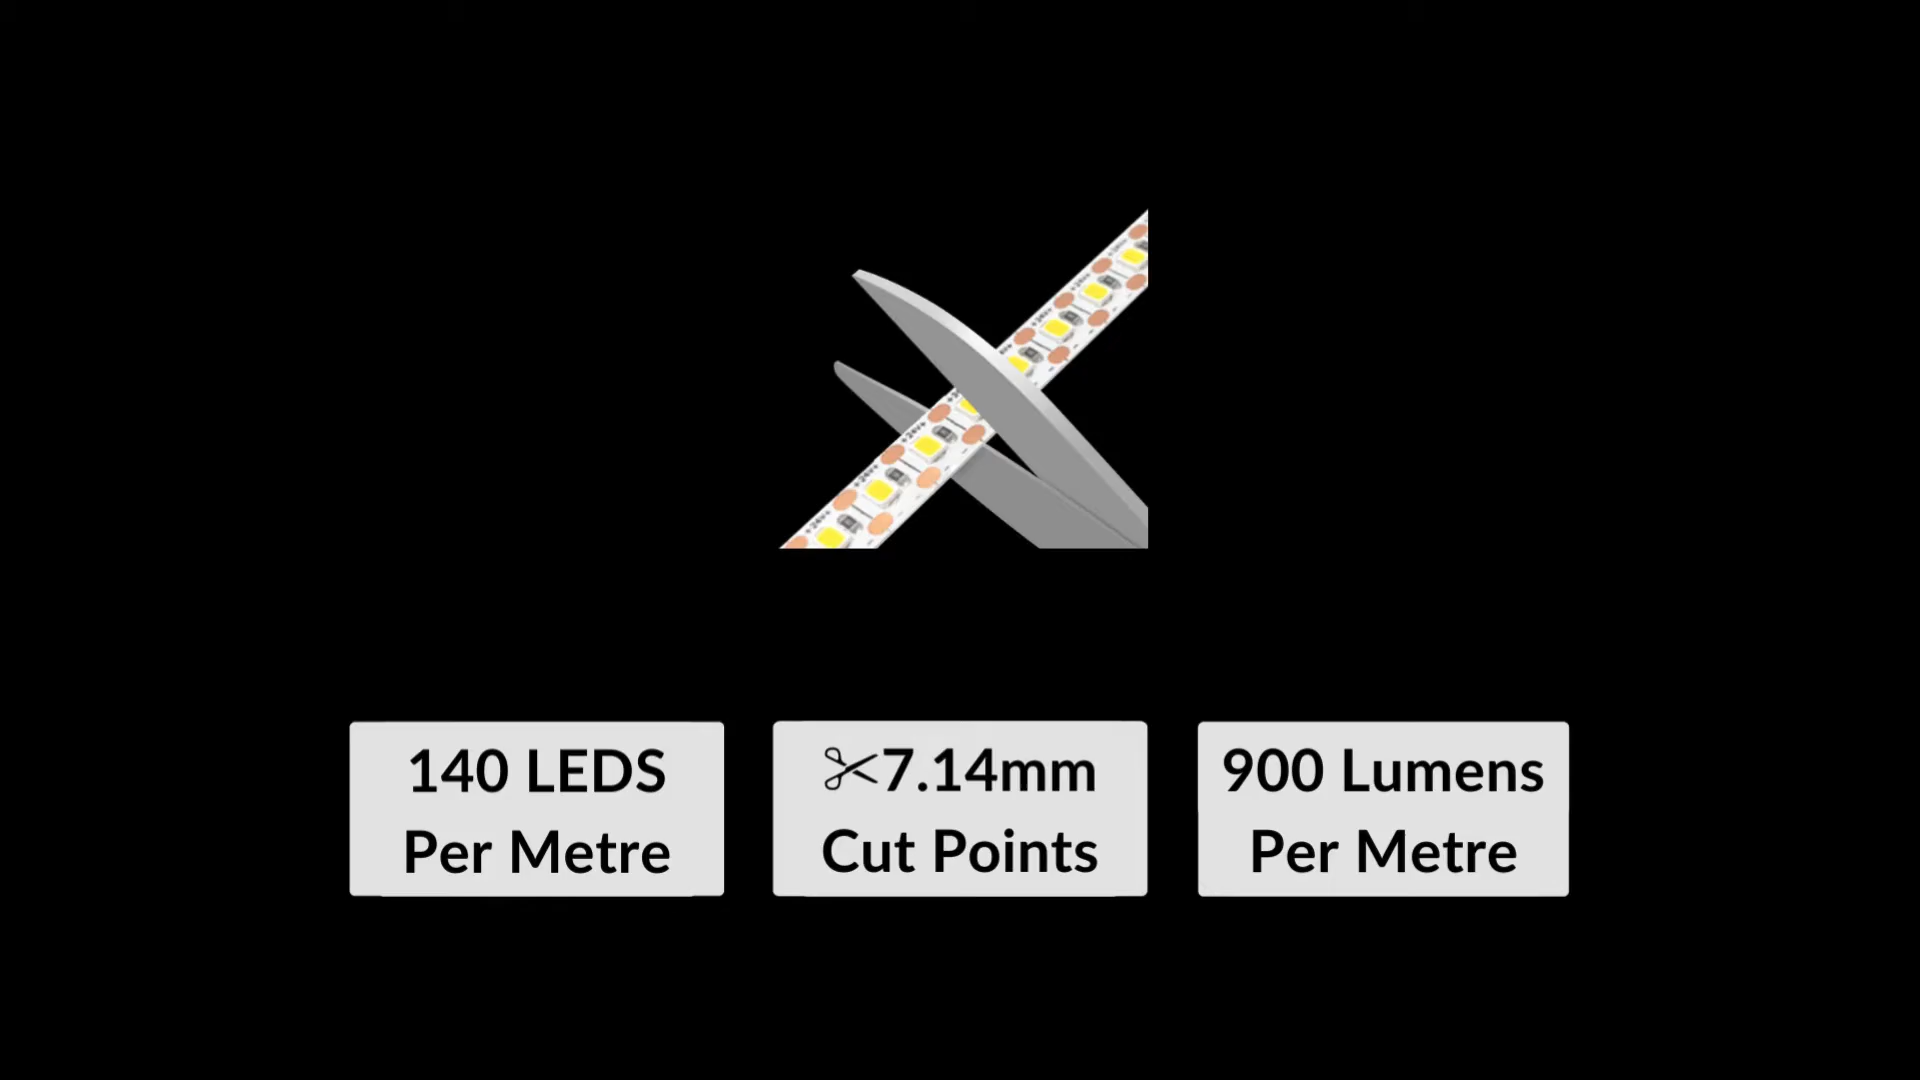 140 LEDS
Per Metre
✂7.14mm
Cut Points
900 Lumens
Per Metre